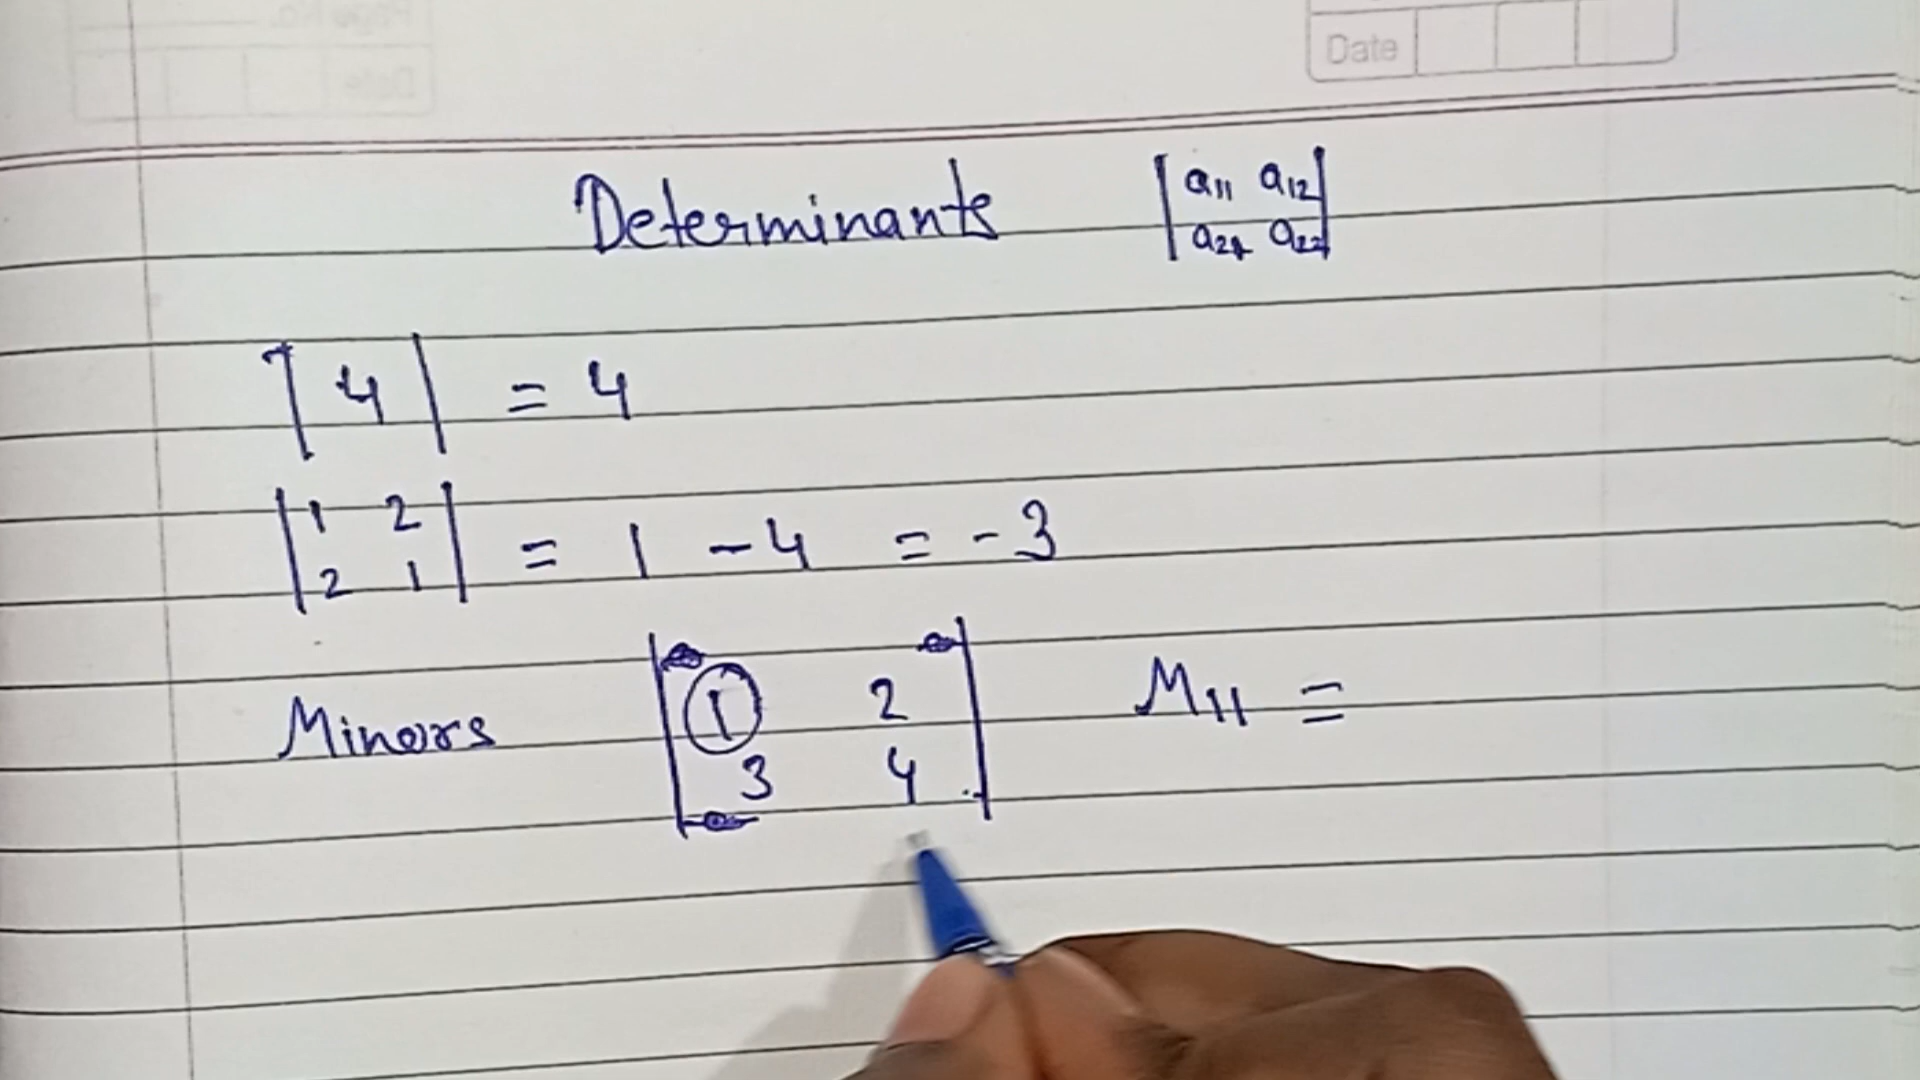 Date
Determinants |a11 a12|
|a21 a22|
|4| = 4
|1 2|
|2 1| = 1 - 4 = -3
Minors |1 2| M11 =
|3 4|